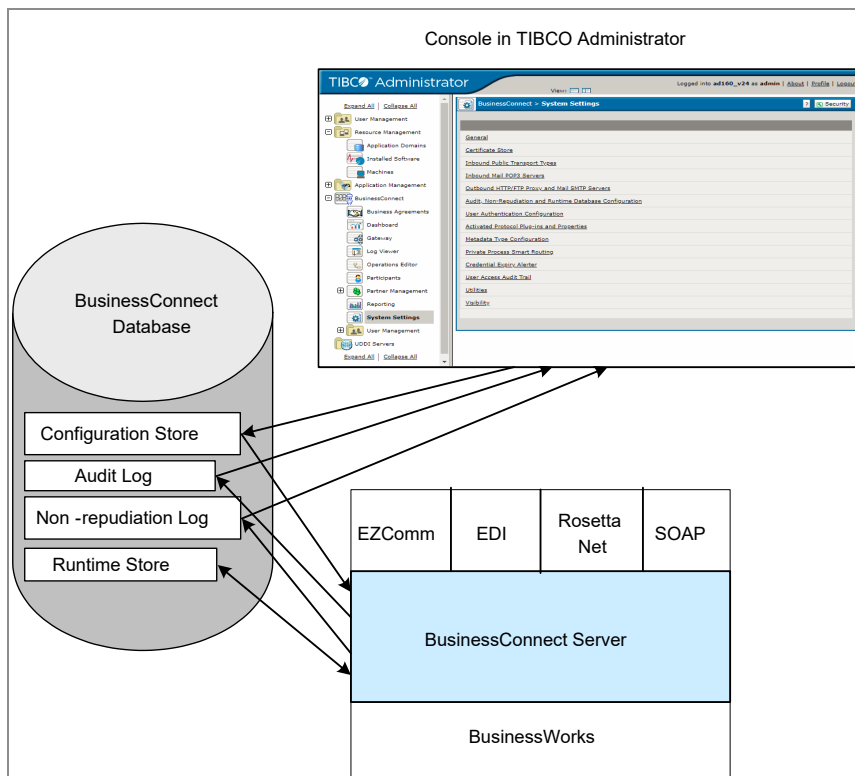 Console in TIBCO Administrator
TIBCO Administrator
View:
Logged into ad160_v24 as admin | About | Profile | Logout
Expand All | Collapse All
User Management
Resource Management
Application Domains
Installed Software
Machines
Application Management
BusinessConnect
Business Agreements
Dashboard
Gateway
Log Viewer
Operations Editor
Participants
Partner Management
Reporting
System Settings
User Management
UDDI Servers
Expand All | Collapse All
BusinessConnect > System Settings
? Security
General
Certificate Store
Inbound Public Transport Types
Inbound Mail POP3 Servers
Outbound HTTP/FTP Proxy and Mail SMTP Servers
Audit, Non-Repudiation and Runtime Database Configuration
User Authentication Configuration
Activated Protocol Plug-ins and Properties
Metadata Type Configuration
Private Process Smart Routing
Credential Expiry Alerter
User Access Audit Trail
Utilities
Visibility
BusinessConnect
Database
Configuration Store
Audit Log
Non -repudiation Log
Runtime Store
EZComm
EDI
Rosetta
Net
SOAP
BusinessConnect Server
BusinessWorks